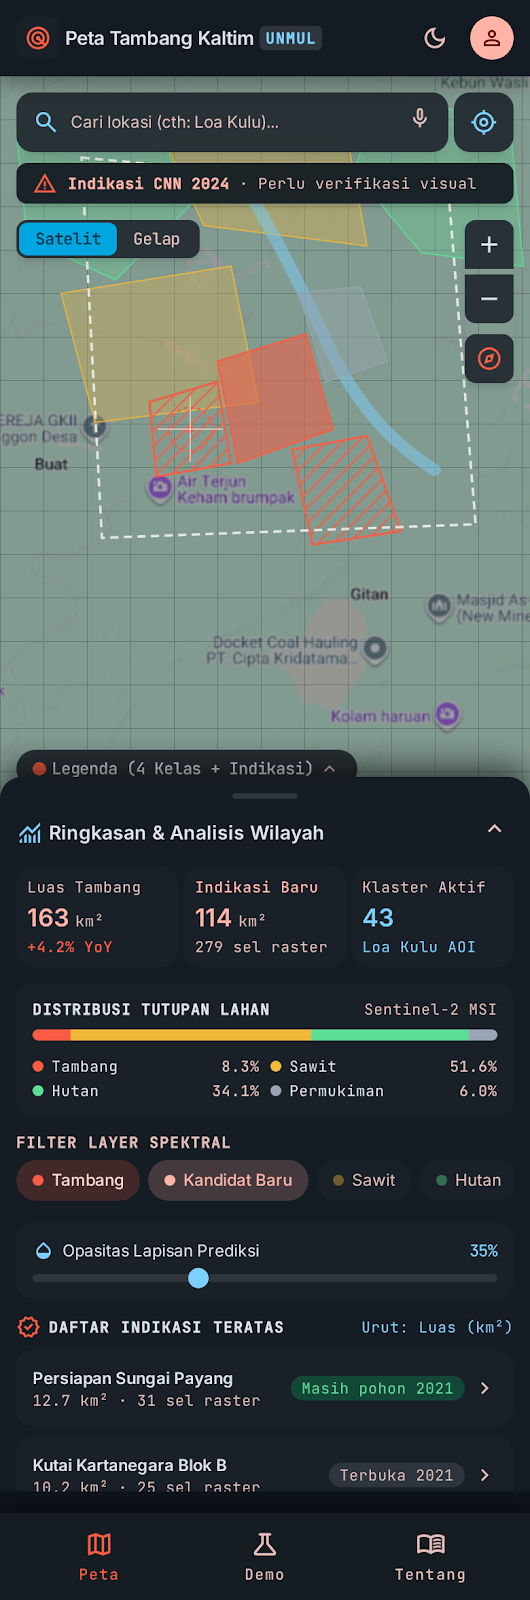 Peta Tambang Kaltim UNMUL
Kebun Wasli
Cari lokasi (cth: Loa Kulu)...
Indikasi CNN 2024 · Perlu verifikasi visual
Satelit
Gelap
+
−
EREJA GKII
ggon Desa
Buat
Air Terjun
Keham brumpak
Gitan
Masjid As
(New Mine
Docket Coal Hauling
PT. Cipta Kridatama...
k
Kolam haruan
Legenda (4 Kelas + Indikasi)
Ringkasan & Analisis Wilayah
Luas Tambang
163 km²
+4.2% YoY
Indikasi Baru
114 km²
279 sel raster
Klaster Aktif
43
Loa Kulu AOI
DISTRIBUSI TUTUPAN LAHAN
Sentinel-2 MSI
Tambang 8.3%
Sawit 51.6%
Hutan 34.1%
Permukiman 6.0%
FILTER LAYER SPEKTRAL
Tambang
Kandidat Baru
Sawit
Hutan
Opasitas Lapisan Prediksi 35%
DAFTAR INDIKASI TERATAS
Urut: Luas (km²)
Persiapan Sungai Payang
12.7 km² · 31 sel raster
Masih pohon 2021
Kutai Kartanegara Blok B
10.2 km² · 25 sel raster
Terbuka 2021
Peta
Demo
Tentang